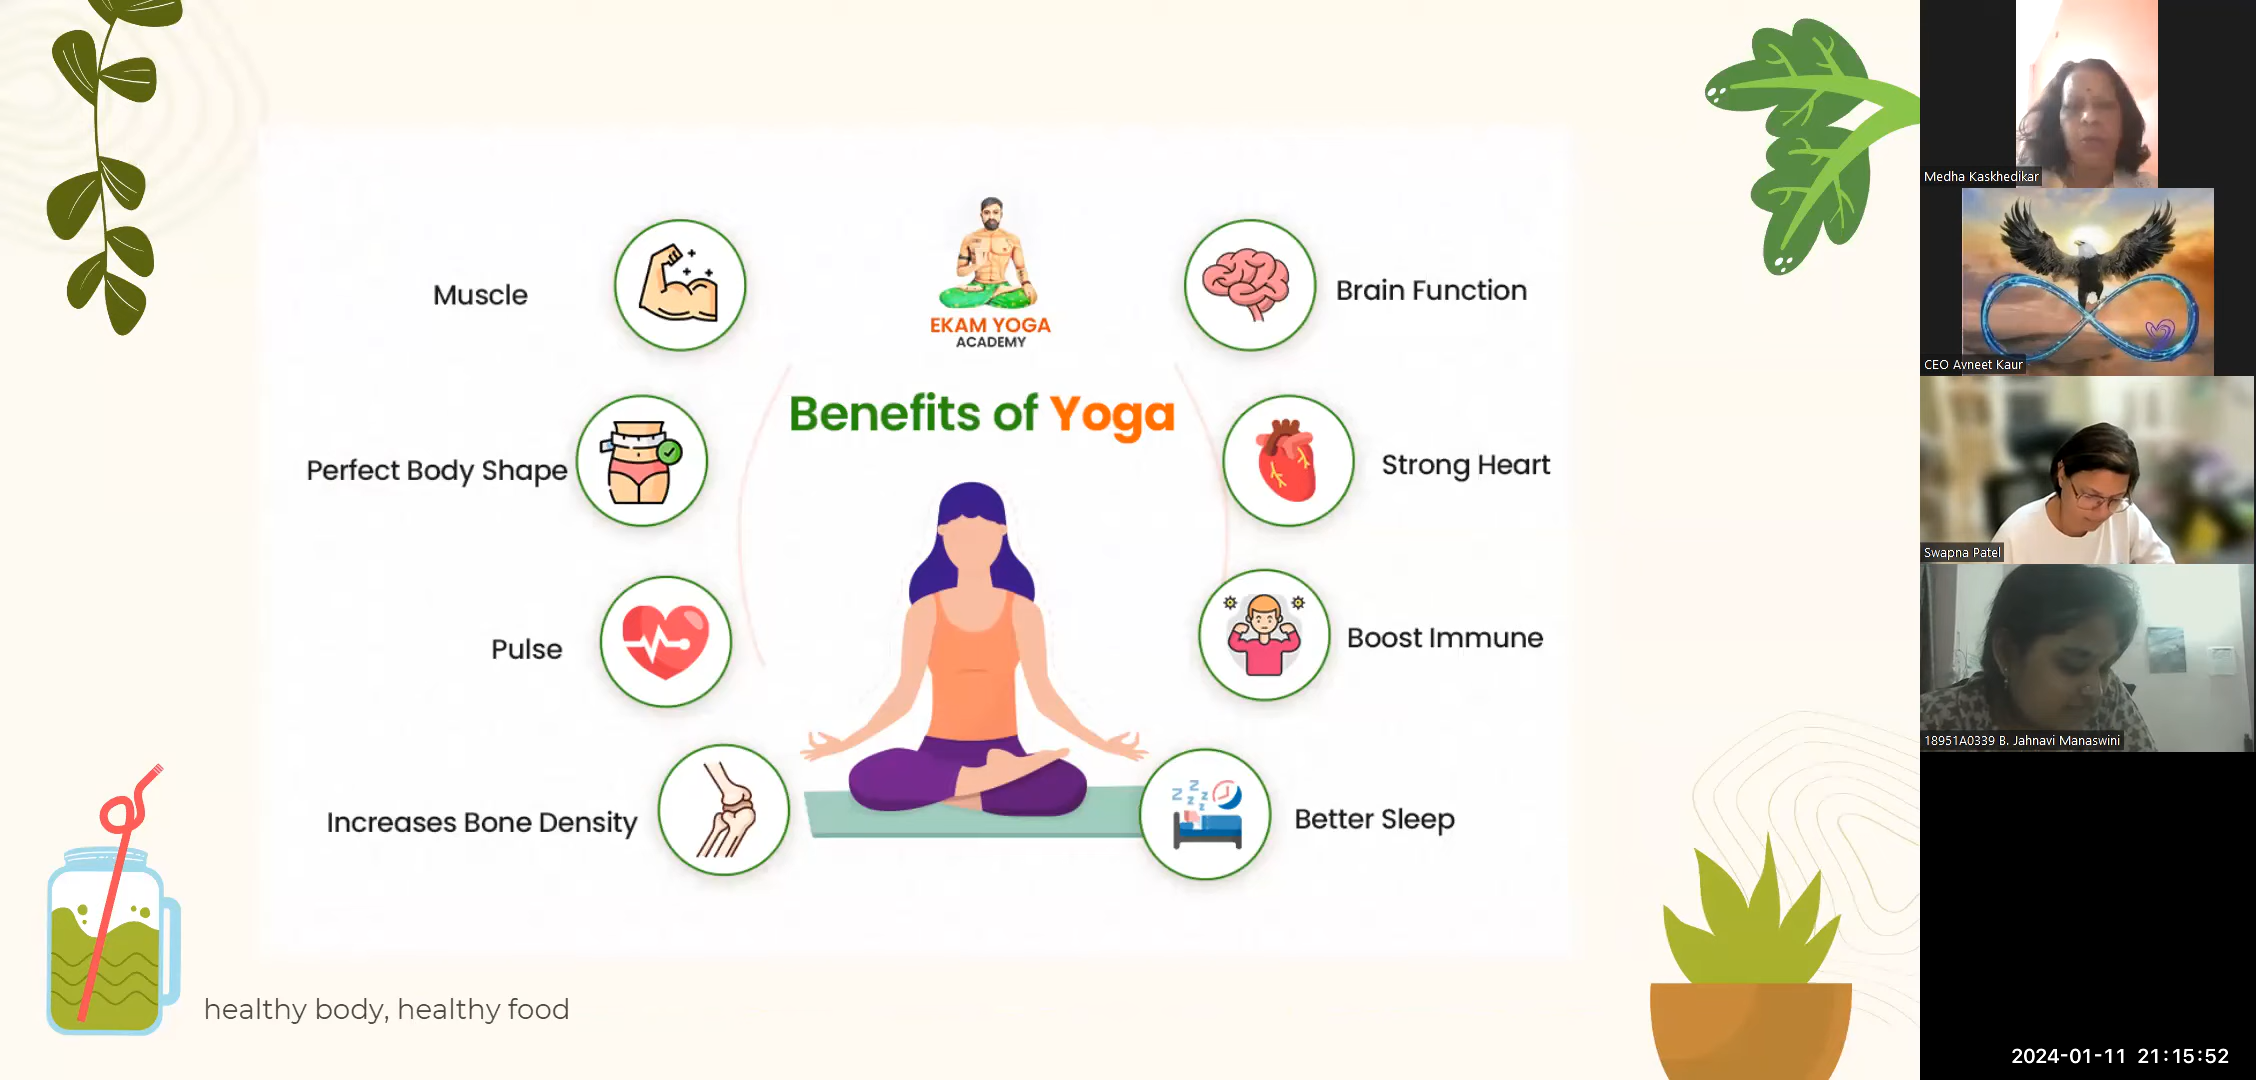 EKAM YOGA
ACADEMY
Benefits of Yoga
Muscle
Perfect Body Shape
Pulse
Increases Bone Density
Brain Function
Strong Heart
Boost Immune
Better Sleep
healthy body, healthy food
Medha Kaskhedikar
CEO Avneet Kaur
Swapna Patel
18951A0339 B. Jahnavi Manaswini
2024-01-11 21:15:52